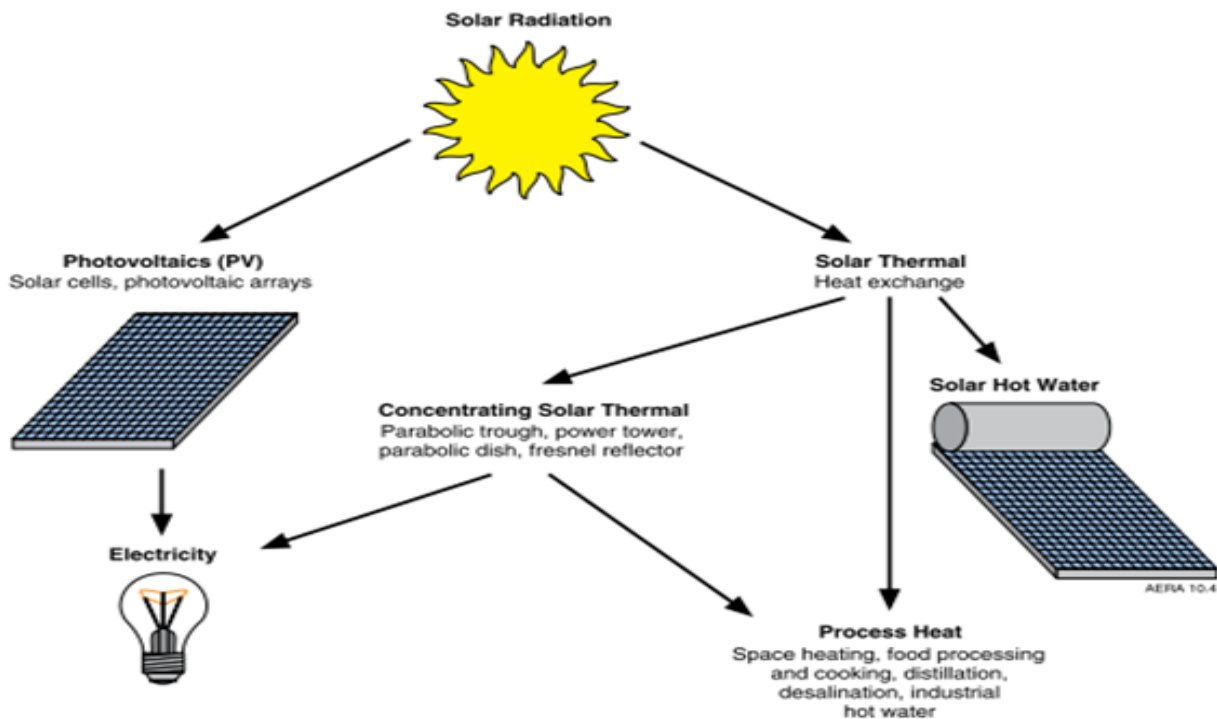 Solar Radiation
Photovoltaics (PV)
Solar cells, photovoltaic arrays
Solar Thermal
Heat exchange
Concentrating Solar Thermal
Parabolic trough, power tower,
parabolic dish, fresnel reflector
Solar Hot Water
AERA 10.4
Electricity
Process Heat
Space heating, food processing
and cooking, distillation,
desalination, industrial
hot water